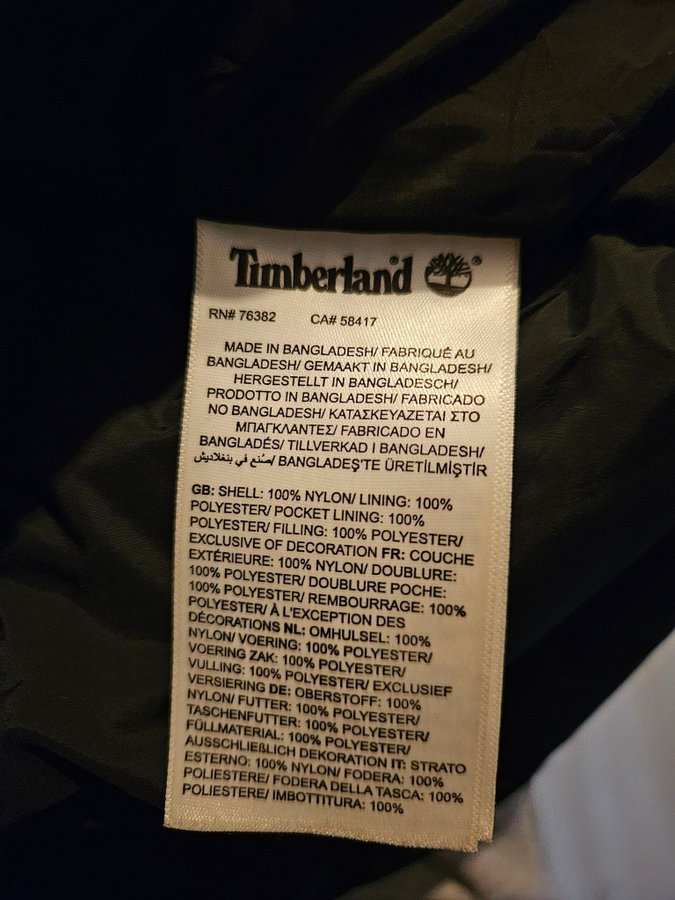 Timberland® ®
RN# 76382 CA# 58417
MADE IN BANGLADESH/ FABRIQUÉ AU
BANGLADESH/ GEMAAKT IN BANGLADESH/
HERGESTELLT IN BANGLADESCH/
PRODOTTO IN BANGLADESH/ FABRICADO
NO BANGLADESH/ ΚΑΤΑΣΚΕΥΑΖΕΤΑΙ ΣΤΟ
ΜΠΑΓΚΛΑΝΤΕΣ/ FABRICADO EN
BANGLADÉS/ TILLVERKAD I BANGLADESH/
صُنع في بنغلاديش/ BANGLADEŞ'TE ÜRETİLMİŞTİR
GB: SHELL: 100% NYLON/ LINING: 100%
POLYESTER/ POCKET LINING: 100%
POLYESTER/ FILLING: 100% POLYESTER/
EXCLUSIVE OF DECORATION FR: COUCHE
EXTÉRIEURE: 100% NYLON/ DOUBLURE:
100% POLYESTER/ DOUBLURE POCHE:
100% POLYESTER/ REMBOURRAGE: 100%
POLYESTER/ À L'EXCEPTION DES
DÉCORATIONS NL: OMHULSEL: 100%
NYLON/ VOERING: 100% POLYESTER/
VOERING ZAK: 100% POLYESTER/
VULLING: 100% POLYESTER/ EXCLUSIEF
VERSIERING DE: OBERSTOFF: 100%
NYLON/ FUTTER: 100% POLYESTER/
TASCHENFUTTER: 100% POLYESTER/
FÜLLMATERIAL: 100% POLYESTER/
AUSSCHLIEßLICH DEKORATION IT: STRATO
ESTERNO: 100% NYLON/ FODERA: 100%
POLIESTERE/ FODERA DELLA TASCA: 100%
POLIESTERE/ IMBOTTITURA: 100%